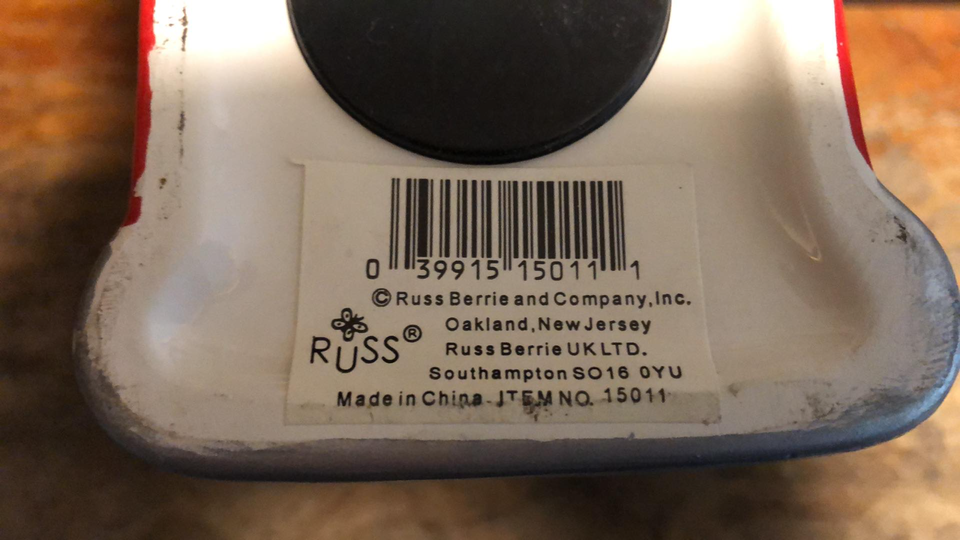 0 39915 15011 1
© Russ Berrie and Company, Inc.
Oakland, New Jersey
RUSS®
Russ Berrie UK LTD.
Southampton SO16 0YU
Made in China ITEM NO. 15011